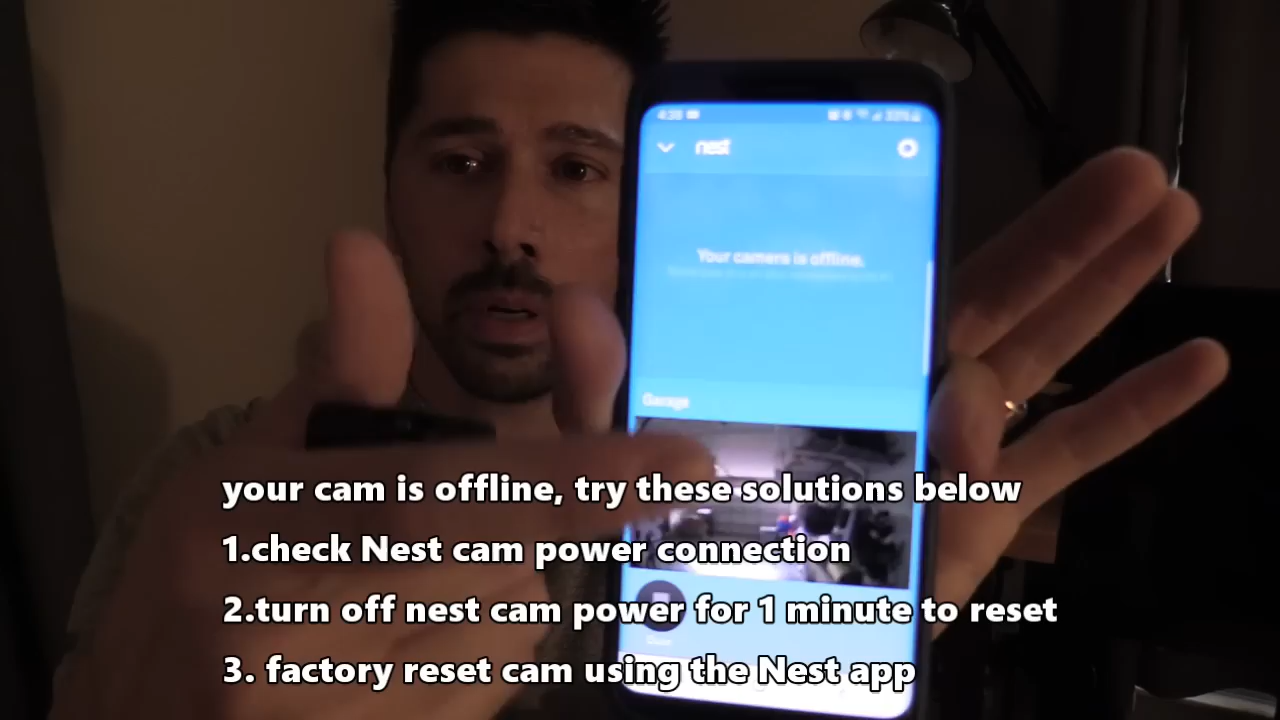 4:38
nest
Your camera is offline.
Garage
your cam is offline, try these solutions below
1.check Nest cam power connection
2.turn off nest cam power for 1 minute to reset
3. factory reset cam using the Nest app